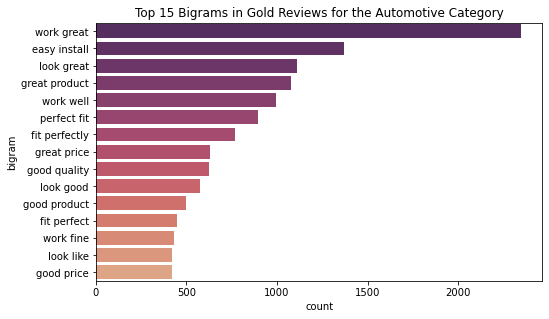 Top 15 Bigrams in Gold Reviews for the Automotive Category
bigram
work great
easy install
look great
great product
work well
perfect fit
fit perfectly
great price
good quality
look good
good product
fit perfect
work fine
look like
good price
0 500 1000 1500 2000
count